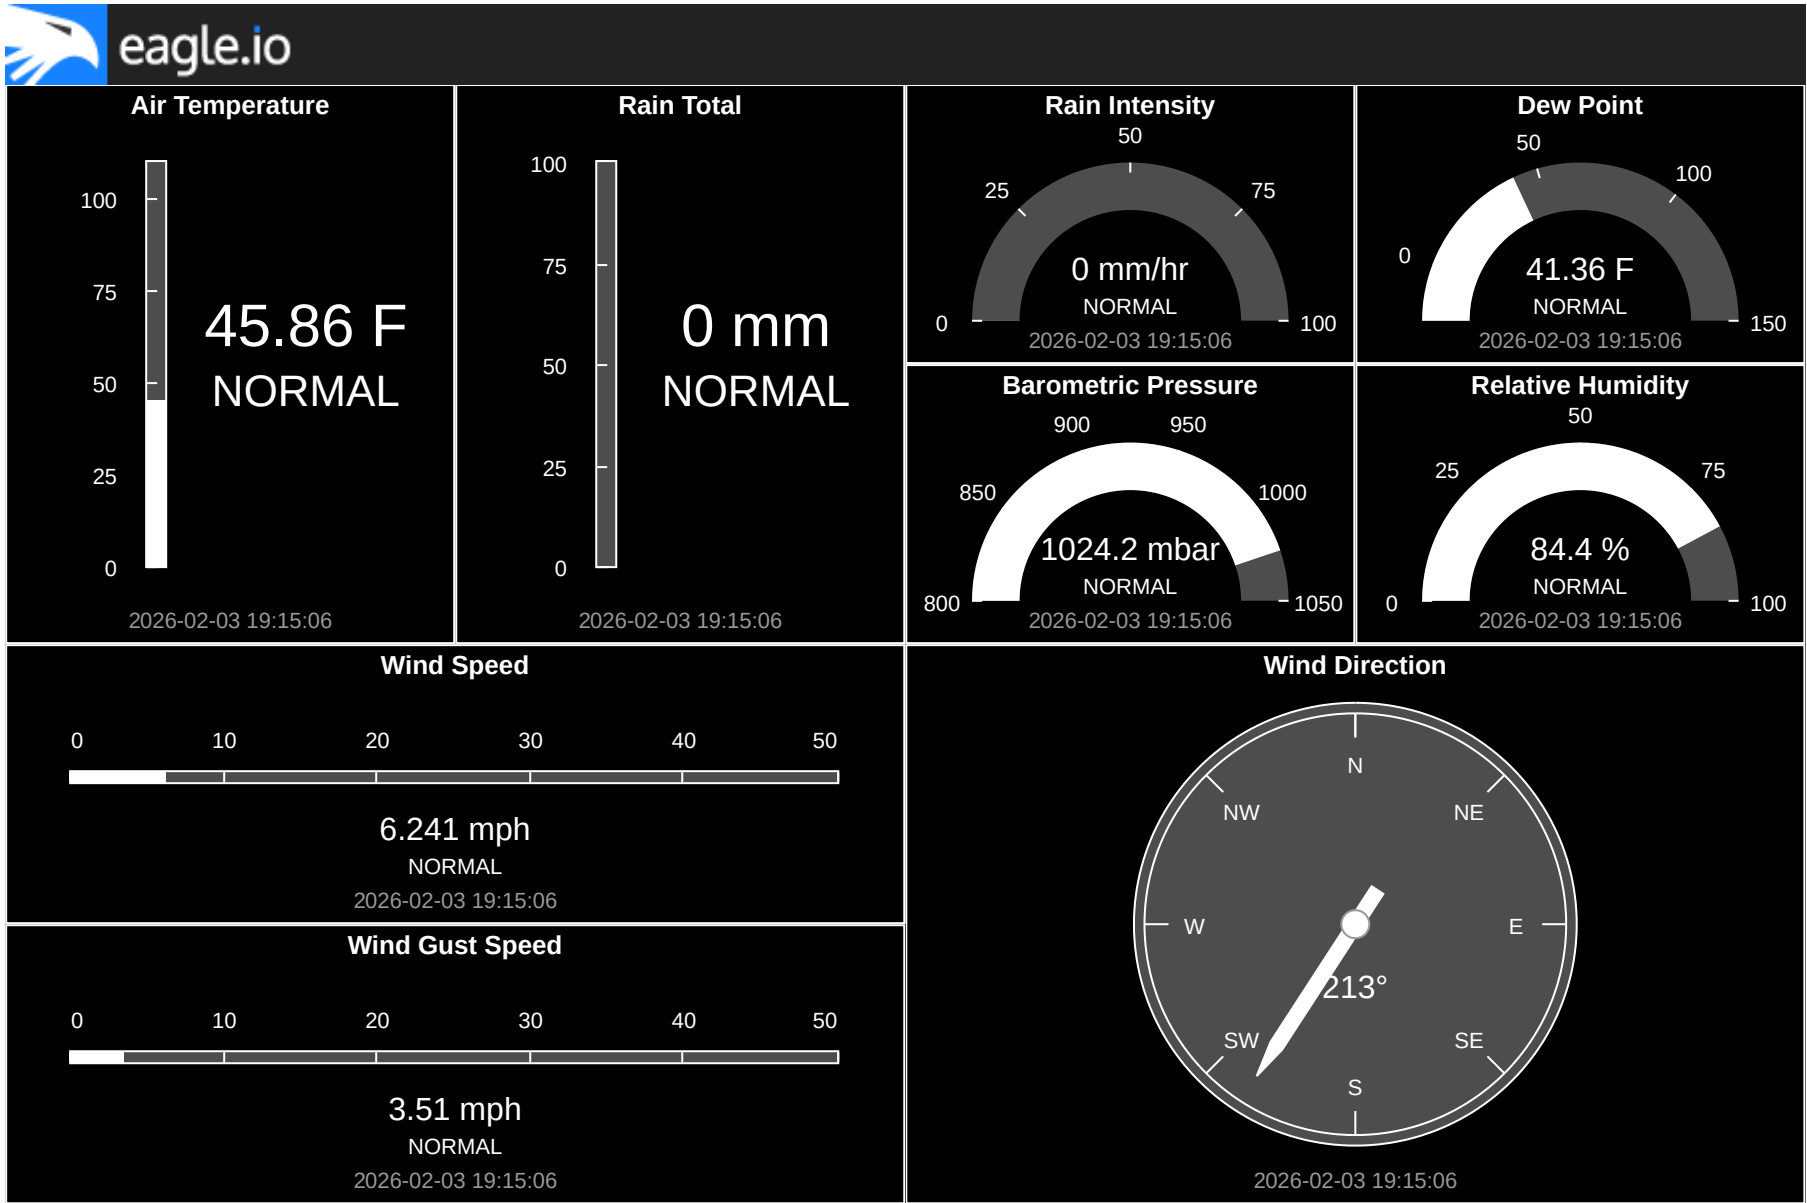 eagle.io
Air Temperature
100
75
50
25
0
45.86 F
NORMAL
2026-02-03 19:15:06
Rain Total
100
75
50
25
0
0 mm
NORMAL
2026-02-03 19:15:06
Rain Intensity
0
25
50
75
100
0 mm/hr
NORMAL
2026-02-03 19:15:06
Dew Point
0
50
100
150
41.36 F
NORMAL
2026-02-03 19:15:06
Barometric Pressure
800
850
900
950
1000
1050
1024.2 mbar
NORMAL
2026-02-03 19:15:06
Relative Humidity
0
25
50
75
100
84.4 %
NORMAL
2026-02-03 19:15:06
Wind Speed
0 10 20 30 40 50
6.241 mph
NORMAL
2026-02-03 19:15:06
Wind Gust Speed
0 10 20 30 40 50
3.51 mph
NORMAL
2026-02-03 19:15:06
Wind Direction
N
NW NE
W E
213°
SW SE
S
2026-02-03 19:15:06